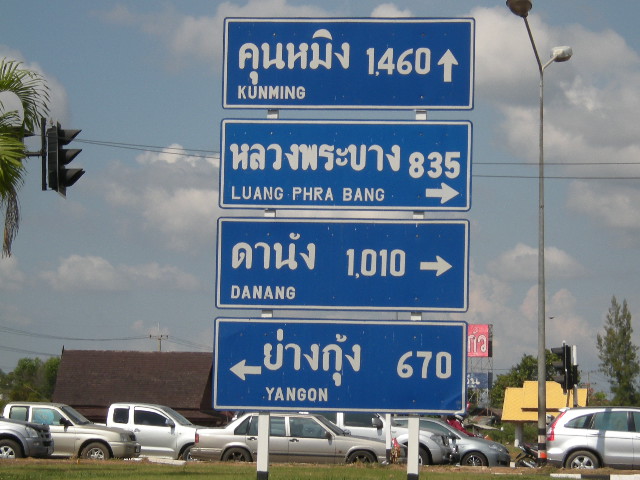 คุนหมิง 1,460
KUNMING
หลวงพระบาง 835
LUANG PHRA BANG
ดานัง 1,010
DANANG
ย่างกุ้ง 670
YANGON